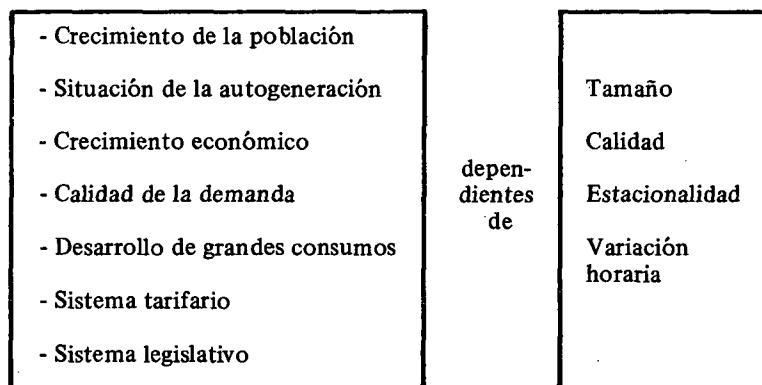 - Crecimiento de la población
- Situación de la autogeneración
- Crecimiento económico
- Calidad de la demanda
- Desarrollo de grandes consumos
- Sistema tarifario
- Sistema legislativo
depen-
dientes
de
Tamaño
Calidad
Estacionalidad
Variación
horaria